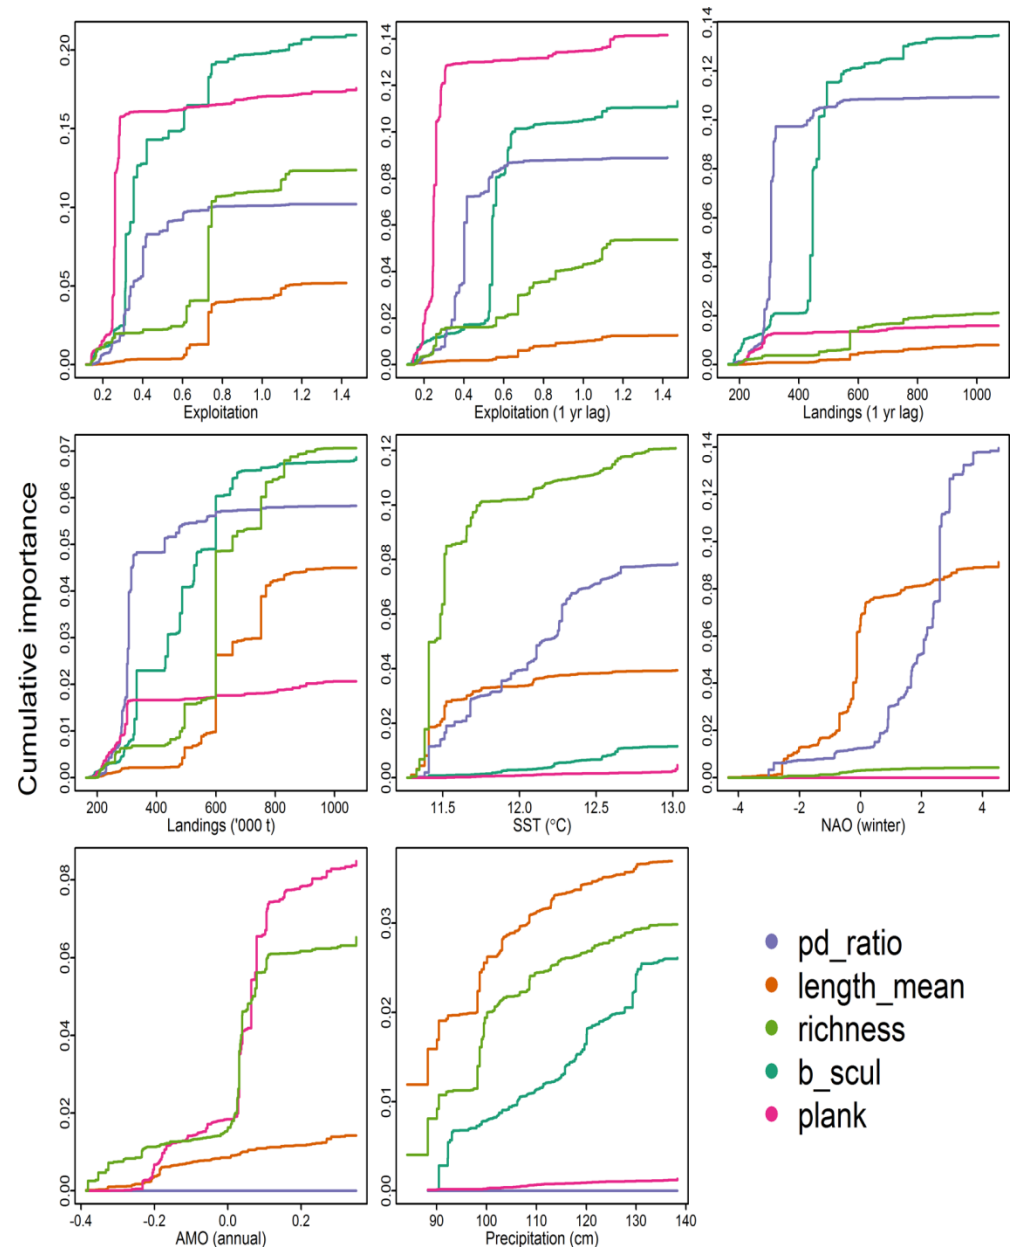 0.00 0.05 0.10 0.15 0.20
0.2 0.4 0.6 0.8 1.0 1.2 1.4
Exploitation
0.00 0.02 0.04 0.06 0.08 0.10 0.12 0.14
0.2 0.4 0.6 0.8 1.0 1.2 1.4
Exploitation (1 yr lag)
0.00 0.02 0.04 0.06 0.08 0.10 0.12 0.14
200 400 600 800 1000
Landings (1 yr lag)
Cumulative importance
0.00 0.01 0.02 0.03 0.04 0.05 0.06 0.07
200 400 600 800 1000
Landings ('000 t)
0.00 0.02 0.04 0.06 0.08 0.10 0.12
11.5 12.0 12.5 13.0
SST (°C)
0.00 0.02 0.04 0.06 0.08 0.10 0.12 0.14
-4 -2 0 2 4
NAO (winter)
0.00 0.02 0.04 0.06 0.08
-0.4 -0.2 0.0 0.2
AMO (annual)
0.00 0.01 0.02 0.03
90 100 110 120 130 140
Precipitation (cm)
pd_ratio
length_mean
richness
b_scul
plank